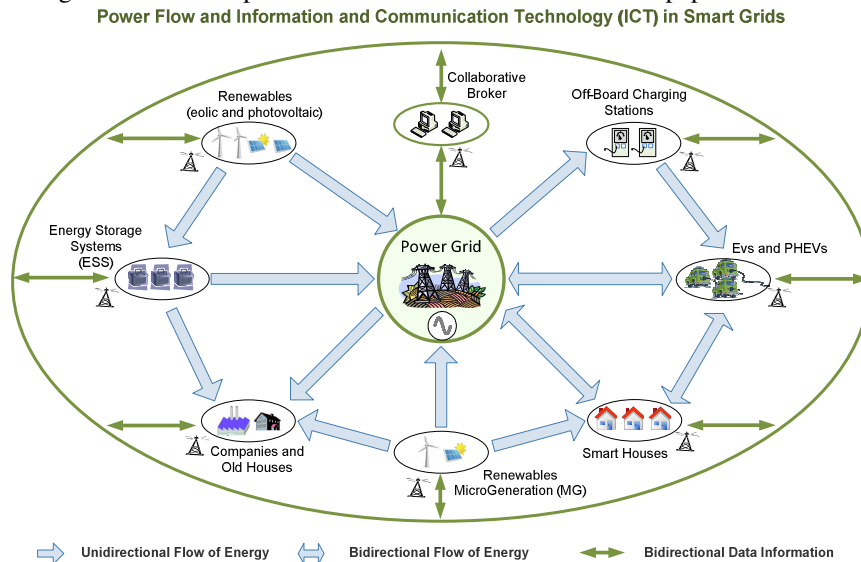 Power Flow and Information and Communication Technology (ICT) in Smart Grids
Collaborative
Broker
Renewables
(eolic and photovoltaic)
Off-Board Charging
Stations
Energy Storage
Systems
(ESS)
Power Grid
Evs and PHEVs
Companies and
Old Houses
Renewables
MicroGeneration (MG)
Smart Houses
Unidirectional Flow of Energy
Bidirectional Flow of Energy
Bidirectional Data Information